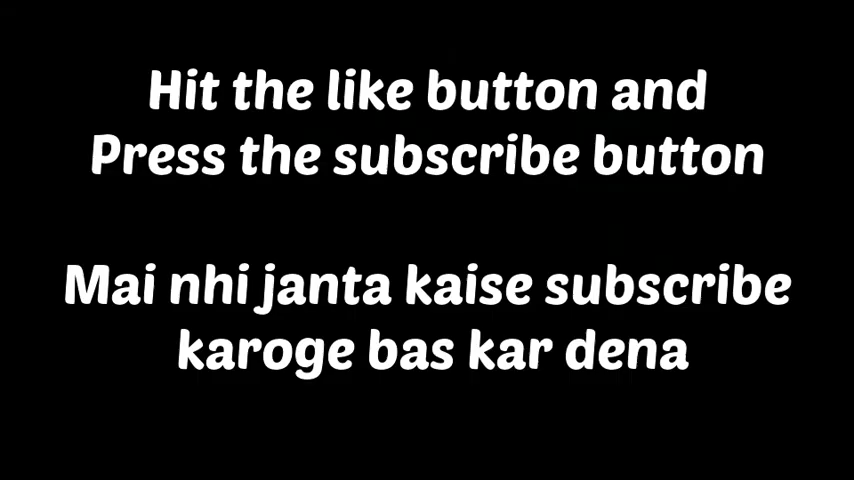 Hit the like button and
Press the subscribe button
Mai nhi janta kaise subscribe
karoge bas kar dena